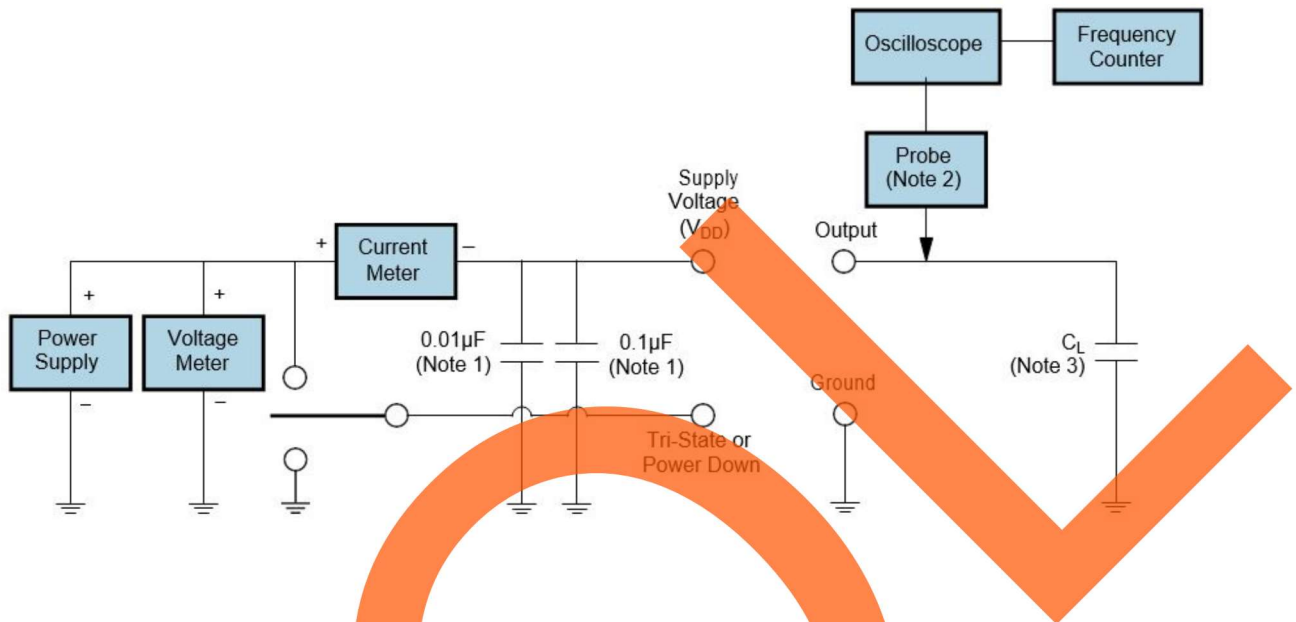 Oscilloscope
Frequency
Counter
Probe
(Note 2)
Supply
Voltage
(VDD)
Output
+
Current
Meter
–
+
Power
Supply
–
+
Voltage
Meter
–
0.01µF
(Note 1)
0.1µF
(Note 1)
CL
(Note 3)
Ground
Tri-State or
Power Down